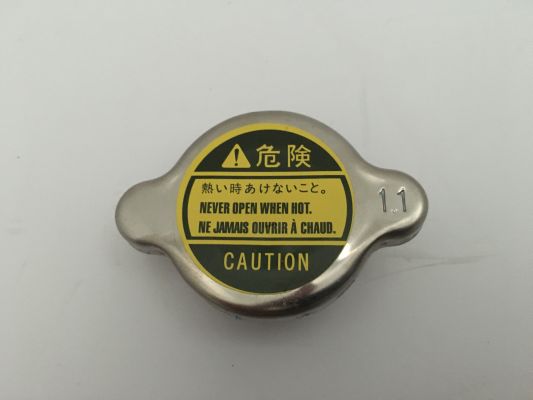 危険
熱い時あけないこと。
NEVER OPEN WHEN HOT.
NE JAMAIS OUVRIR À CHAUD.
CAUTION
1.1